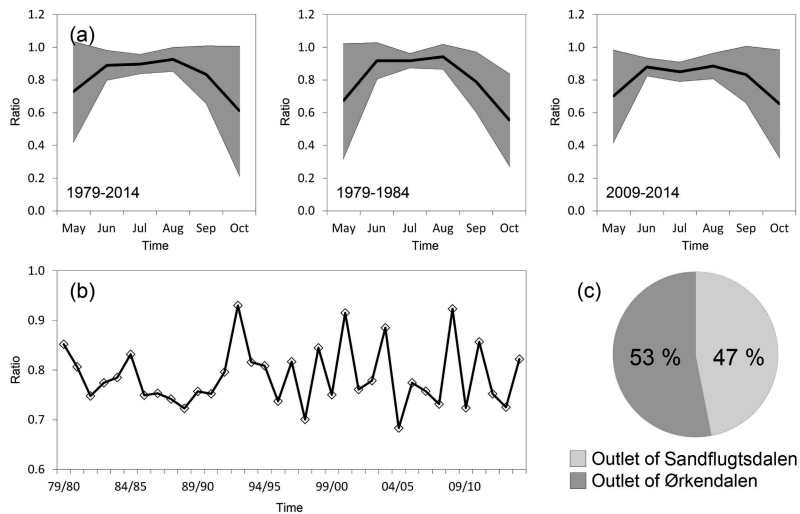 (a)
Ratio
1.2
1.0
0.8
0.6
0.4
0.2
0.0
1979-2014
May Jun Jul Aug Sep Oct
Time
Ratio
1.2
1.0
0.8
0.6
0.4
0.2
0.0
1979-1984
May Jun Jul Aug Sep Oct
Time
Ratio
1.2
1.0
0.8
0.6
0.4
0.2
0.0
2009-2014
May Jun Jul Aug Sep Oct
Time
(b)
Ratio
1.0
0.9
0.8
0.7
0.6
79/80 84/85 89/90 94/95 99/00 04/05 09/10
Time
(c)
53 % 47 %
Outlet of Sandflugtsdalen
Outlet of Ørkendalen